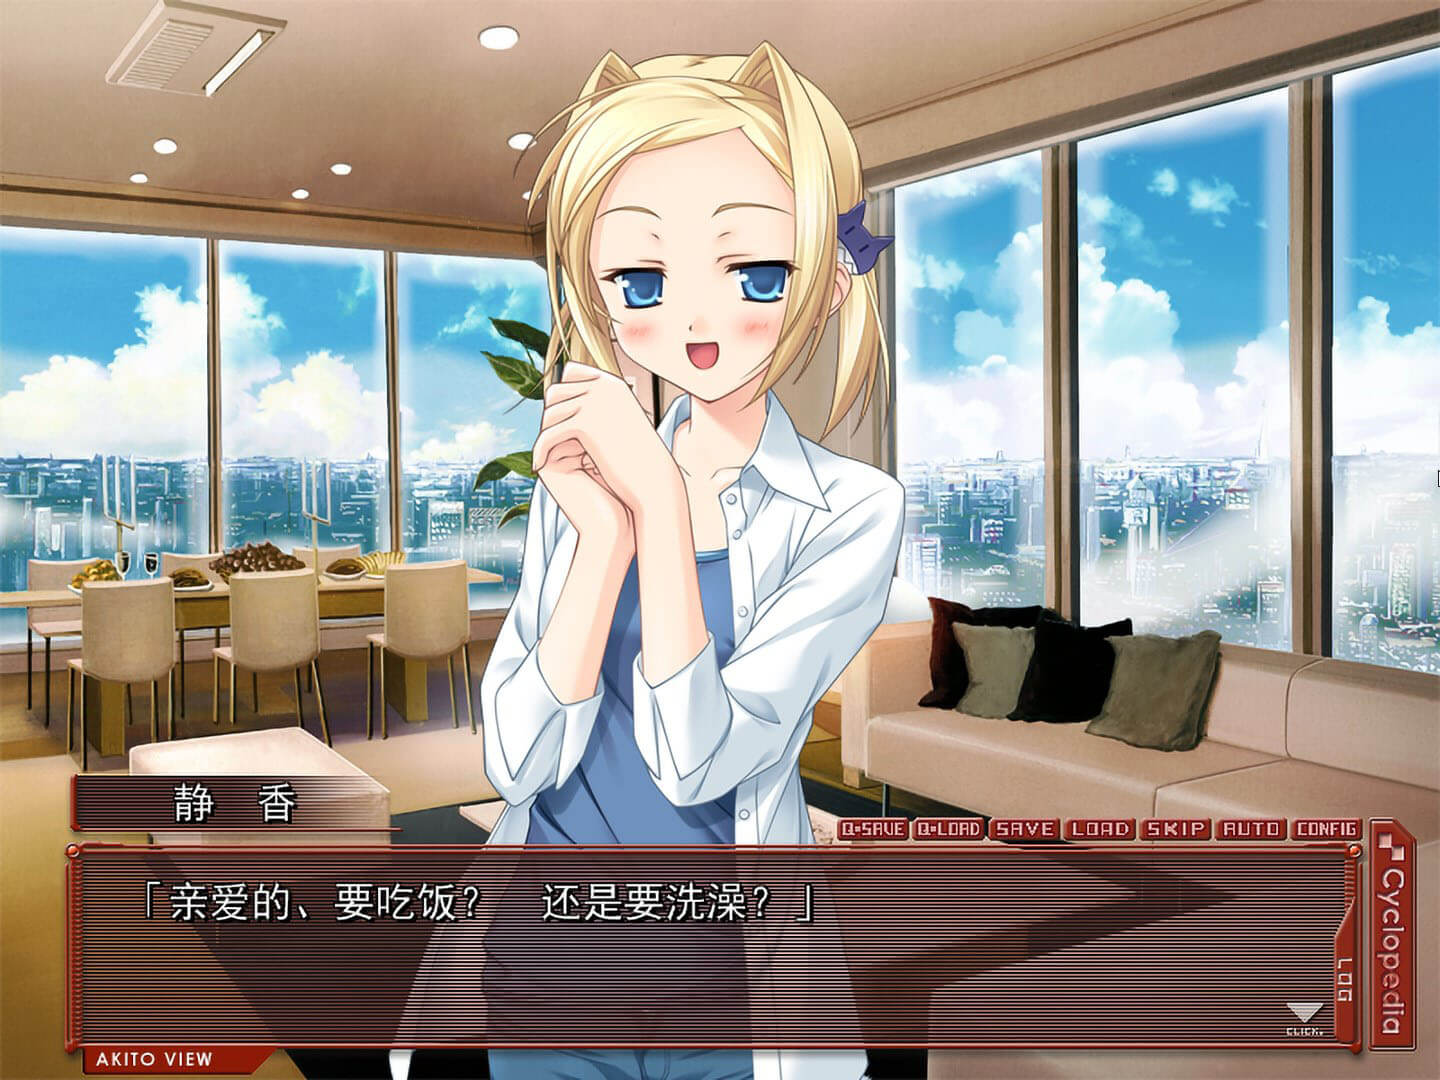 静 香
Q-SAVE Q-LOAD SAVE LOAD SKIP AUTO CONFIG
「亲爱的、要吃饭？ 还是要洗澡？」
Cyclopedia
LOG
CLICK.
AKITO VIEW